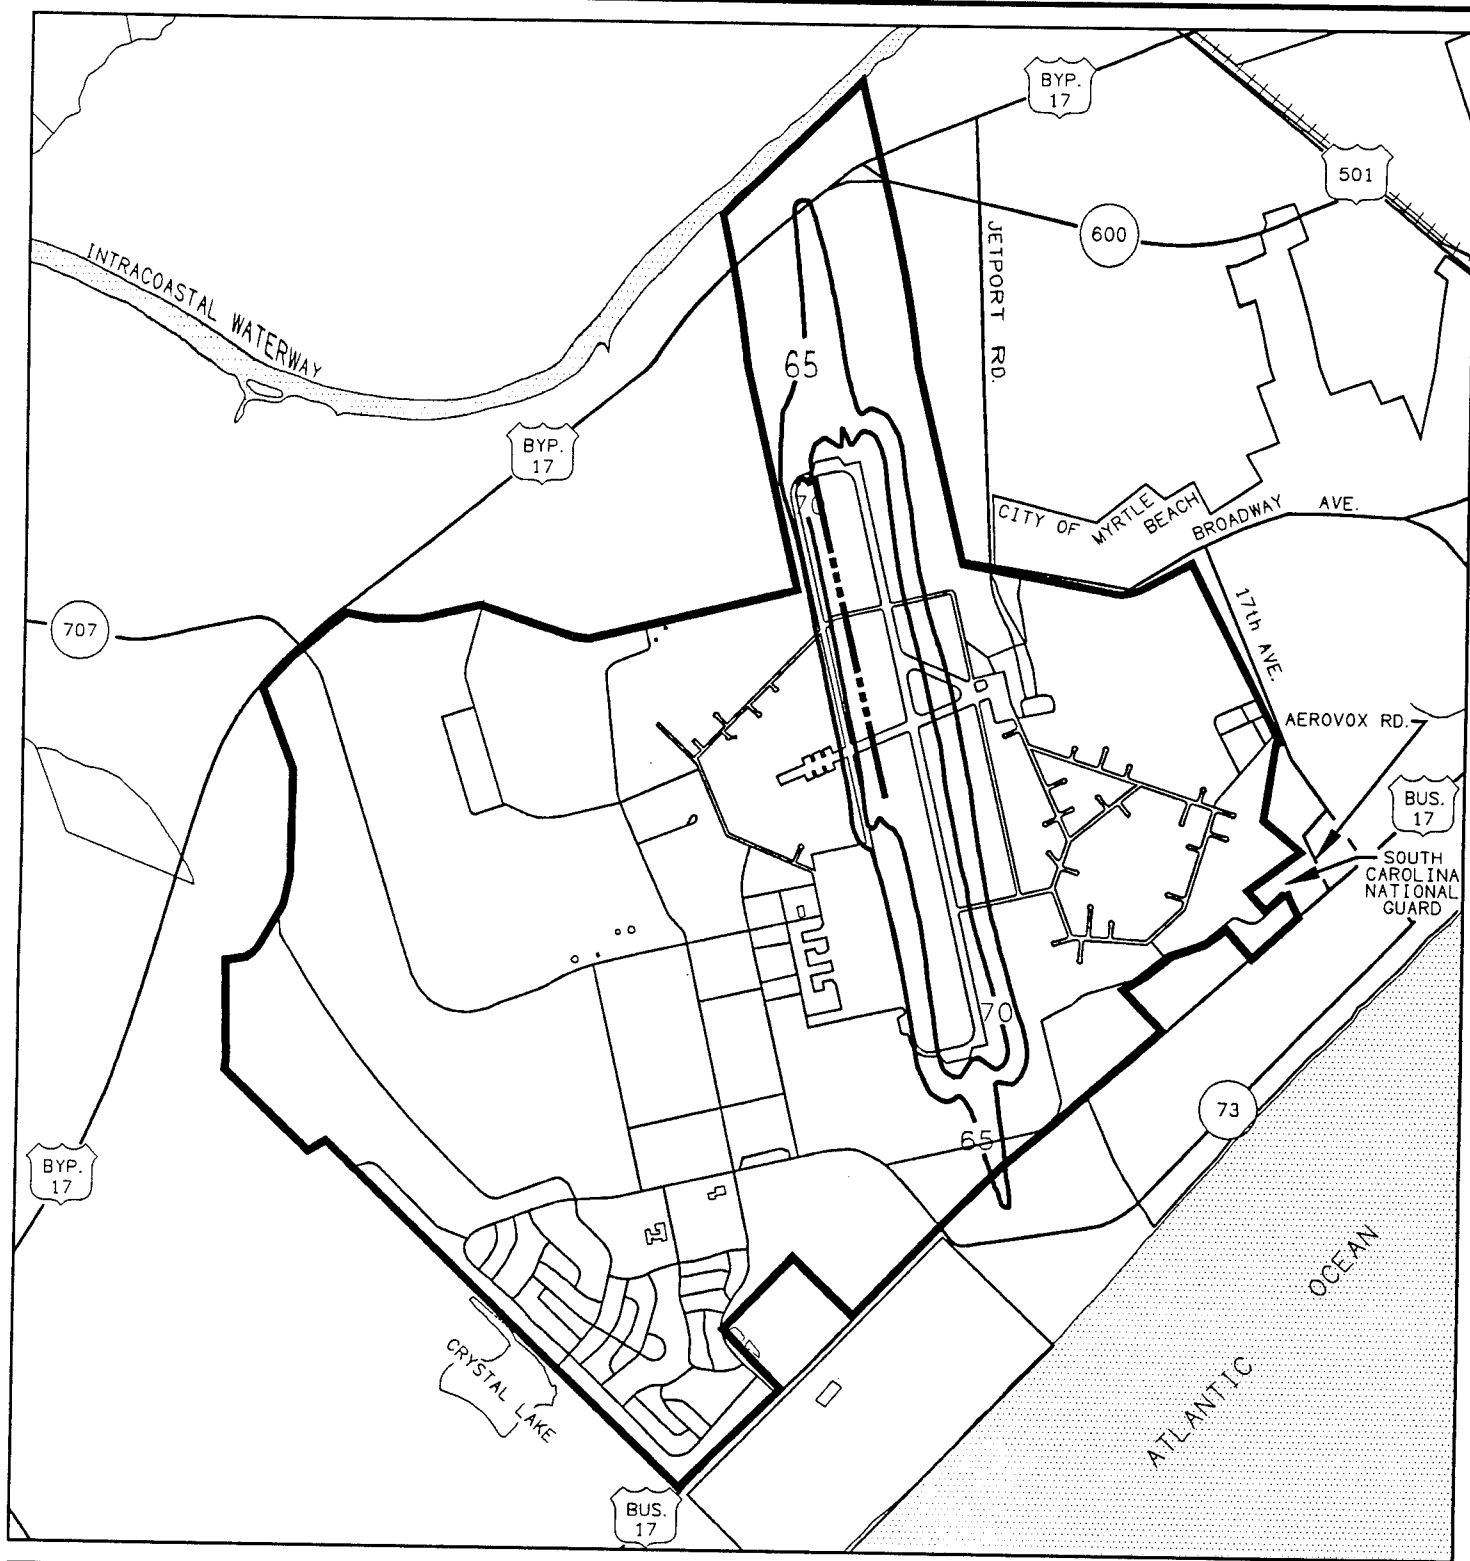 BYP.
17
501
600
INTRACOASTAL WATERWAY
JETPORT RD.
65
BYP.
17
70
CITY OF MYRTLE
BEACH
BROADWAY AVE.
17th AVE.
707
AEROVOX RD.
BUS.
17
SOUTH
CAROLINA
NATIONAL
GUARD
70
73
65
BYP.
17
OCEAN
ATLANTIC
CRYSTAL LAKE
BUS.
17